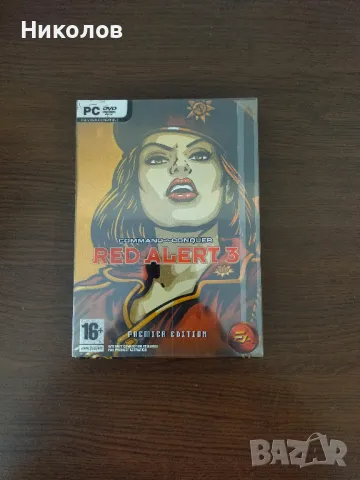 Николов
PC DVD
COMMAND & CONQUER
RED ALERT 3
PREMIER EDITION
16+
EA
BAZAR